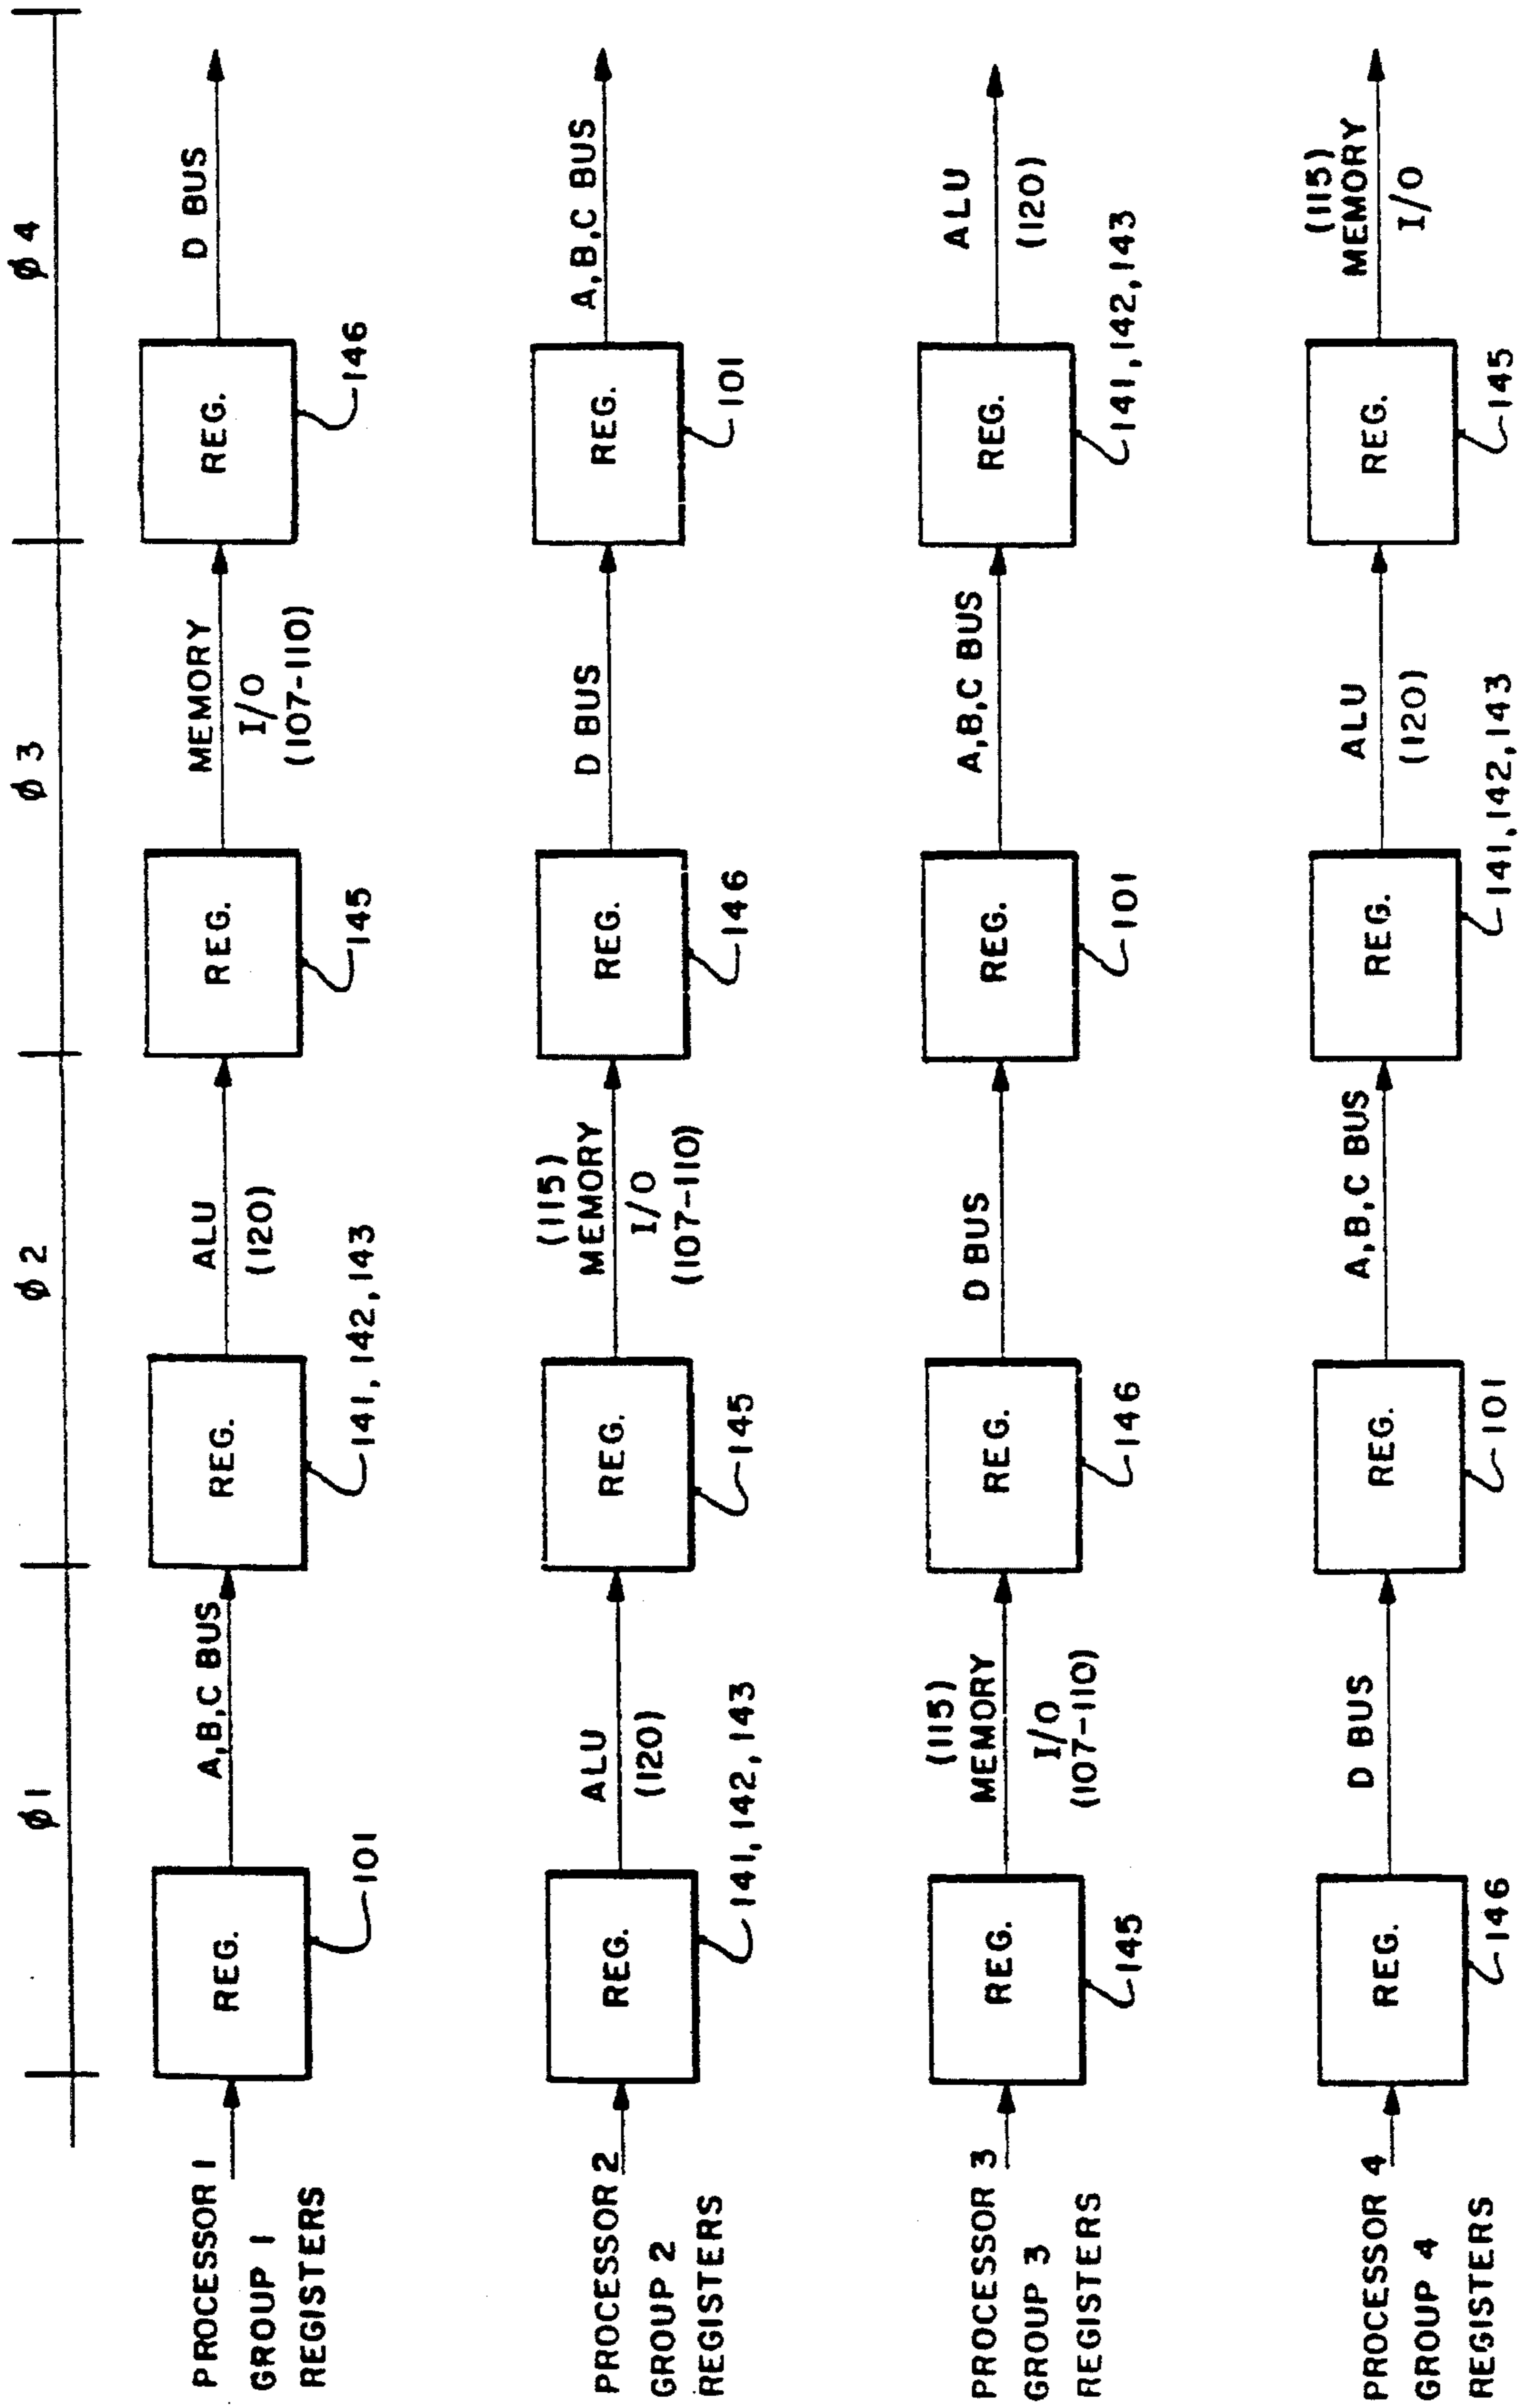 ø1
ø2
ø3
ø4
PROCESSOR 1
GROUP 1
REGISTERS
REG.
101
A,B,C BUS
REG.
141,142,143
ALU
(120)
REG.
145
MEMORY
I/O
(107-110)
REG.
146
D BUS
PROCESSOR 2
GROUP 2
REGISTERS
REG.
141,142,143
ALU
(120)
REG.
145
(115)
MEMORY
I/O
(107-110)
REG.
146
D BUS
REG.
101
A,B,C BUS
PROCESSOR 3
GROUP 3
REGISTERS
REG.
145
(115)
MEMORY
I/O
(107-110)
REG.
146
D BUS
REG.
101
A,B,C BUS
REG.
141,142,143
ALU
(120)
PROCESSOR 4
GROUP 4
REGISTERS
REG.
146
D BUS
REG.
101
A,B,C BUS
REG.
141,142,143
ALU
(120)
REG.
145
(115)
MEMORY
I/O